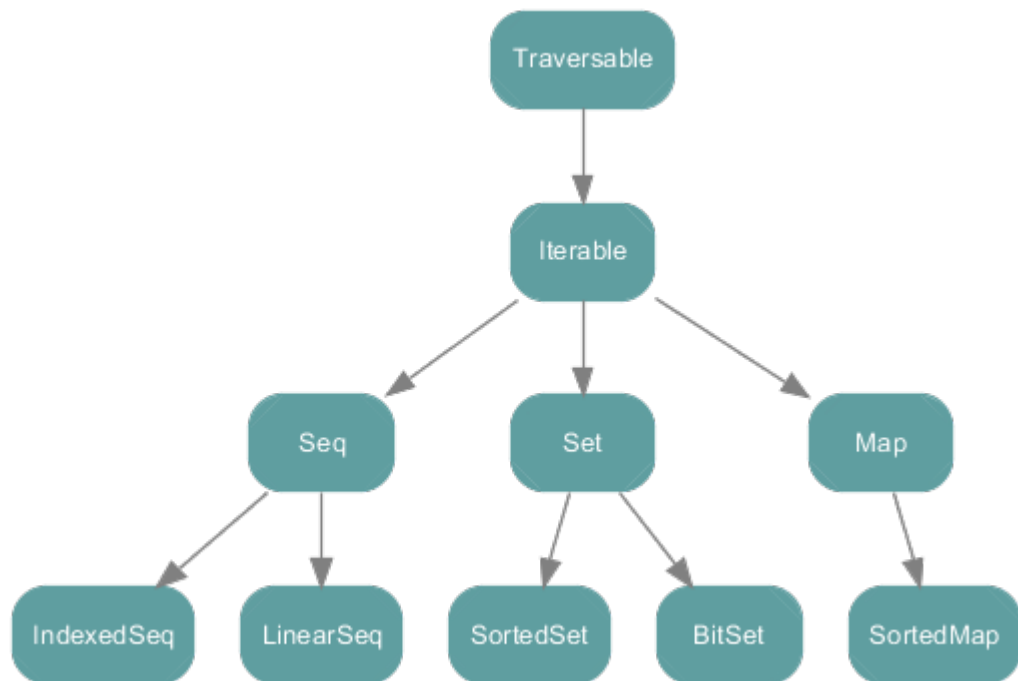 Traversable
Iterable
Seq
Set
Map
IndexedSeq
LinearSeq
SortedSet
BitSet
SortedMap